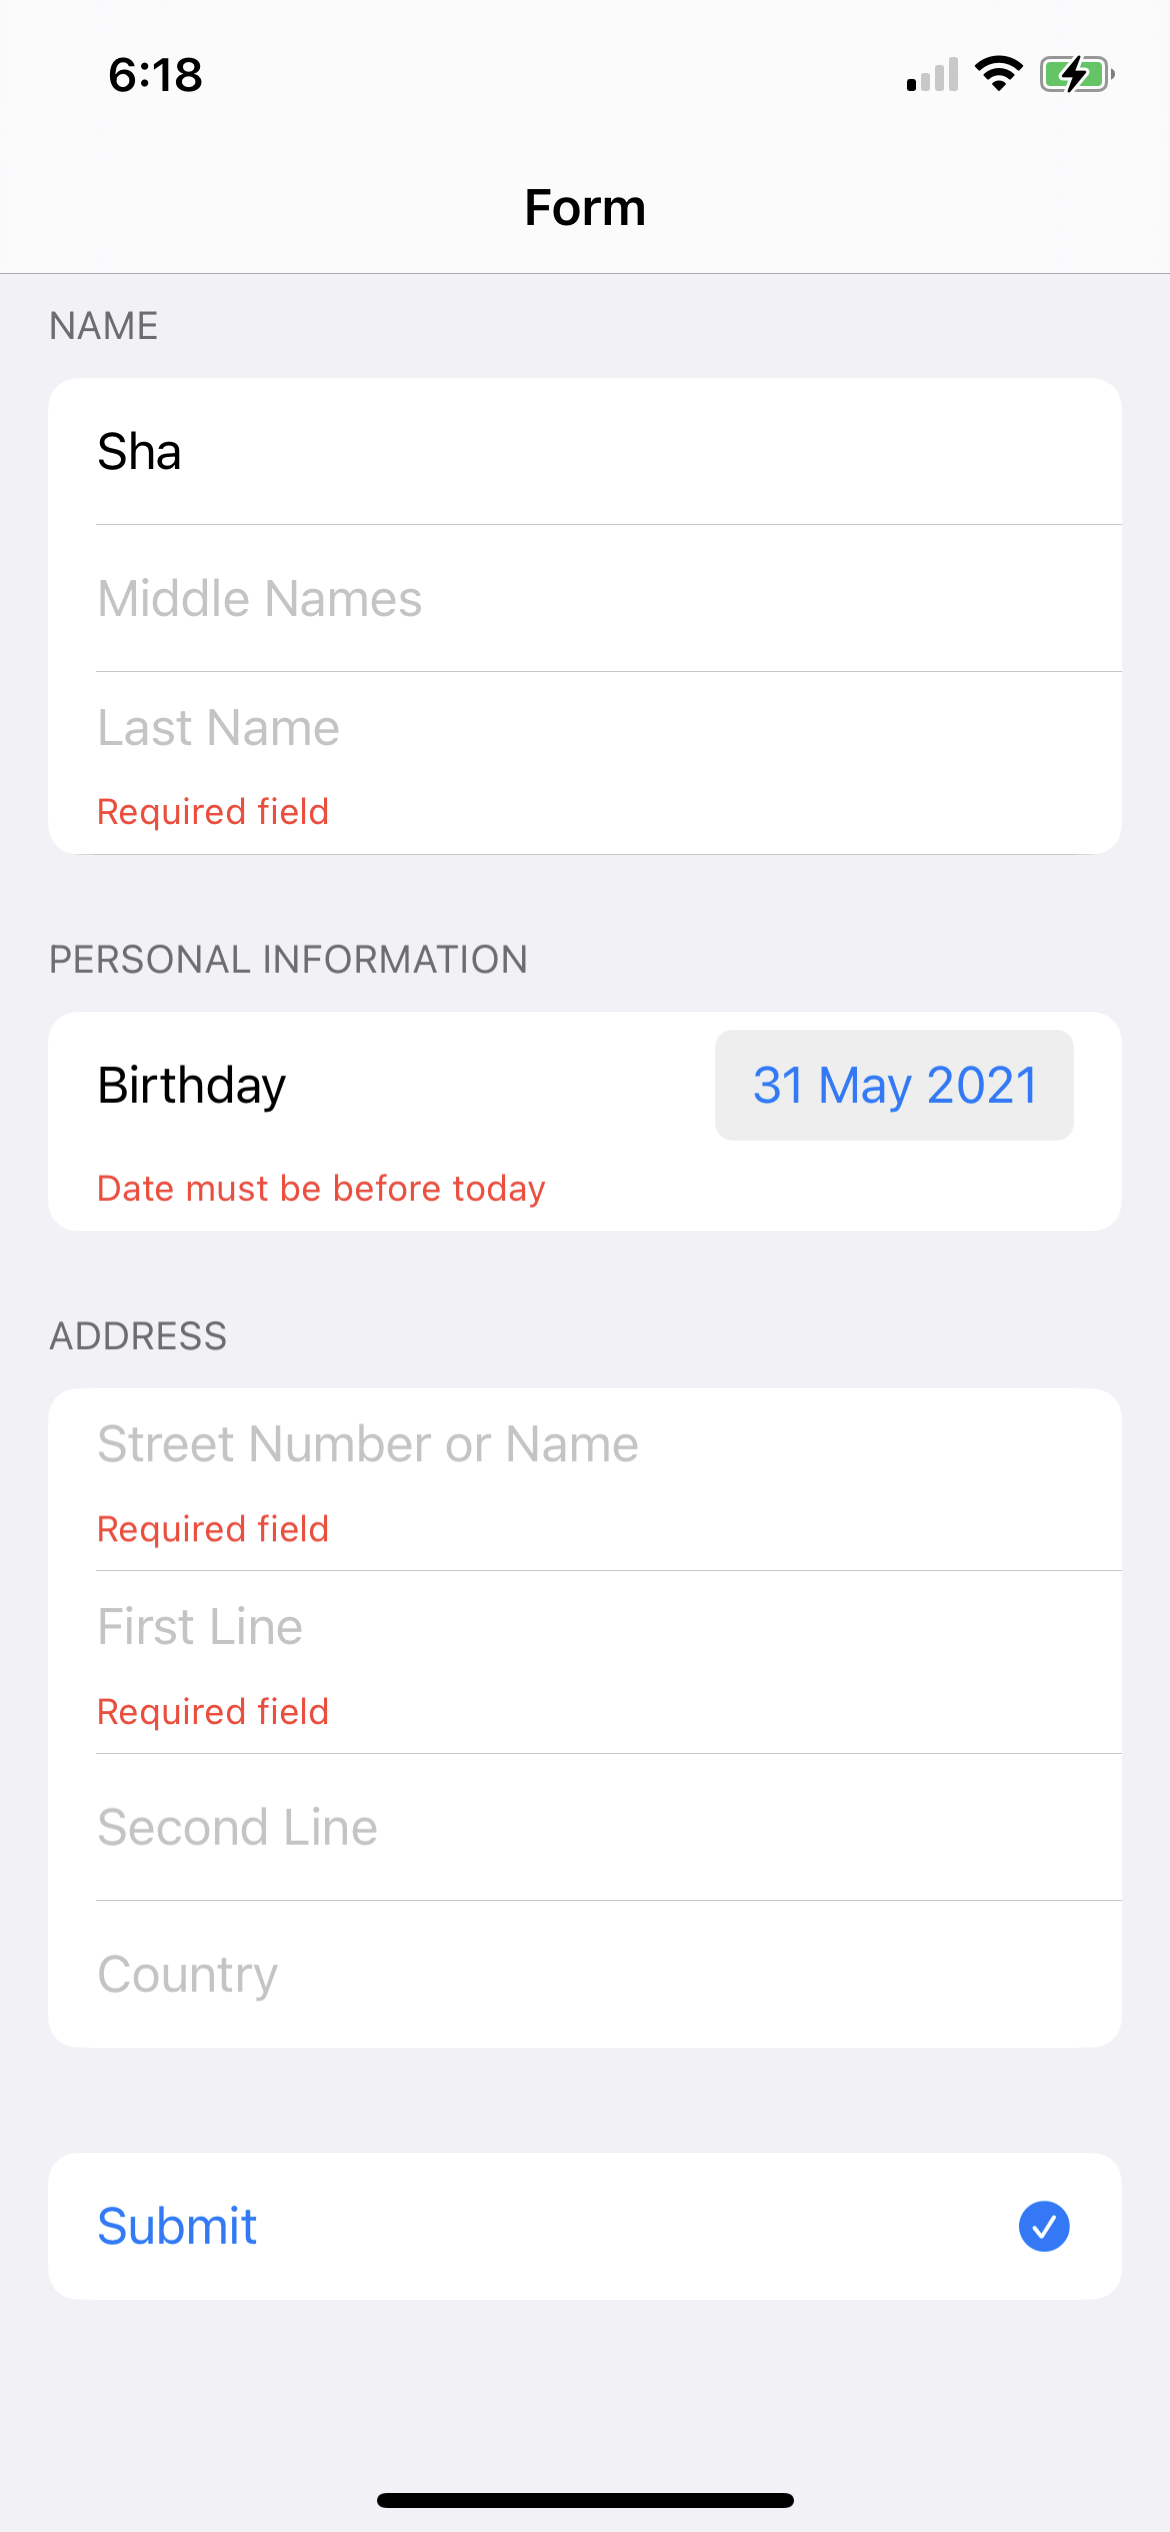 6:18
Form
NAME
Sha
Middle Names
Last Name
Required field
PERSONAL INFORMATION
Birthday
31 May 2021
Date must be before today
ADDRESS
Street Number or Name
Required field
First Line
Required field
Second Line
Country
Submit